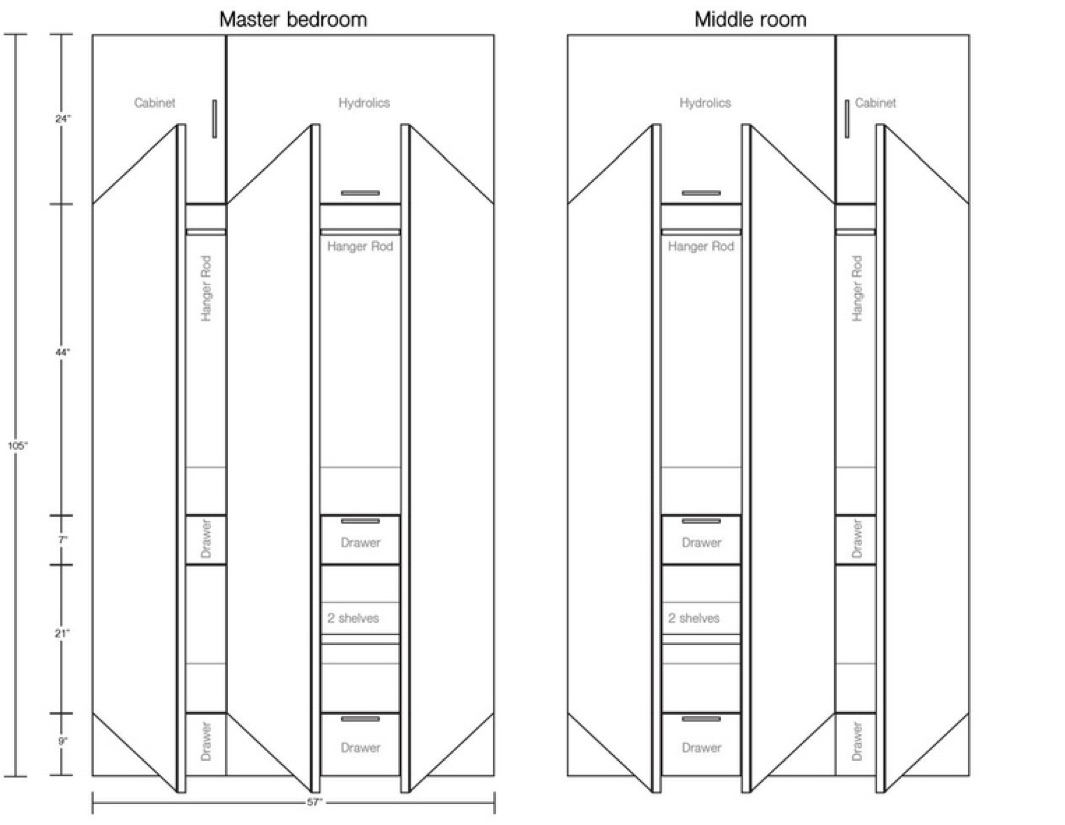 Master bedroom
Middle room
Cabinet
Hydrolics
Hydrolics
Cabinet
24"
Hanger Rod
Hanger Rod
Hanger Rod
Hanger Rod
44"
105"
7"
Drawer
Drawer
Drawer
Drawer
2 shelves
2 shelves
21"
9"
Drawer
Drawer
Drawer
Drawer
57"